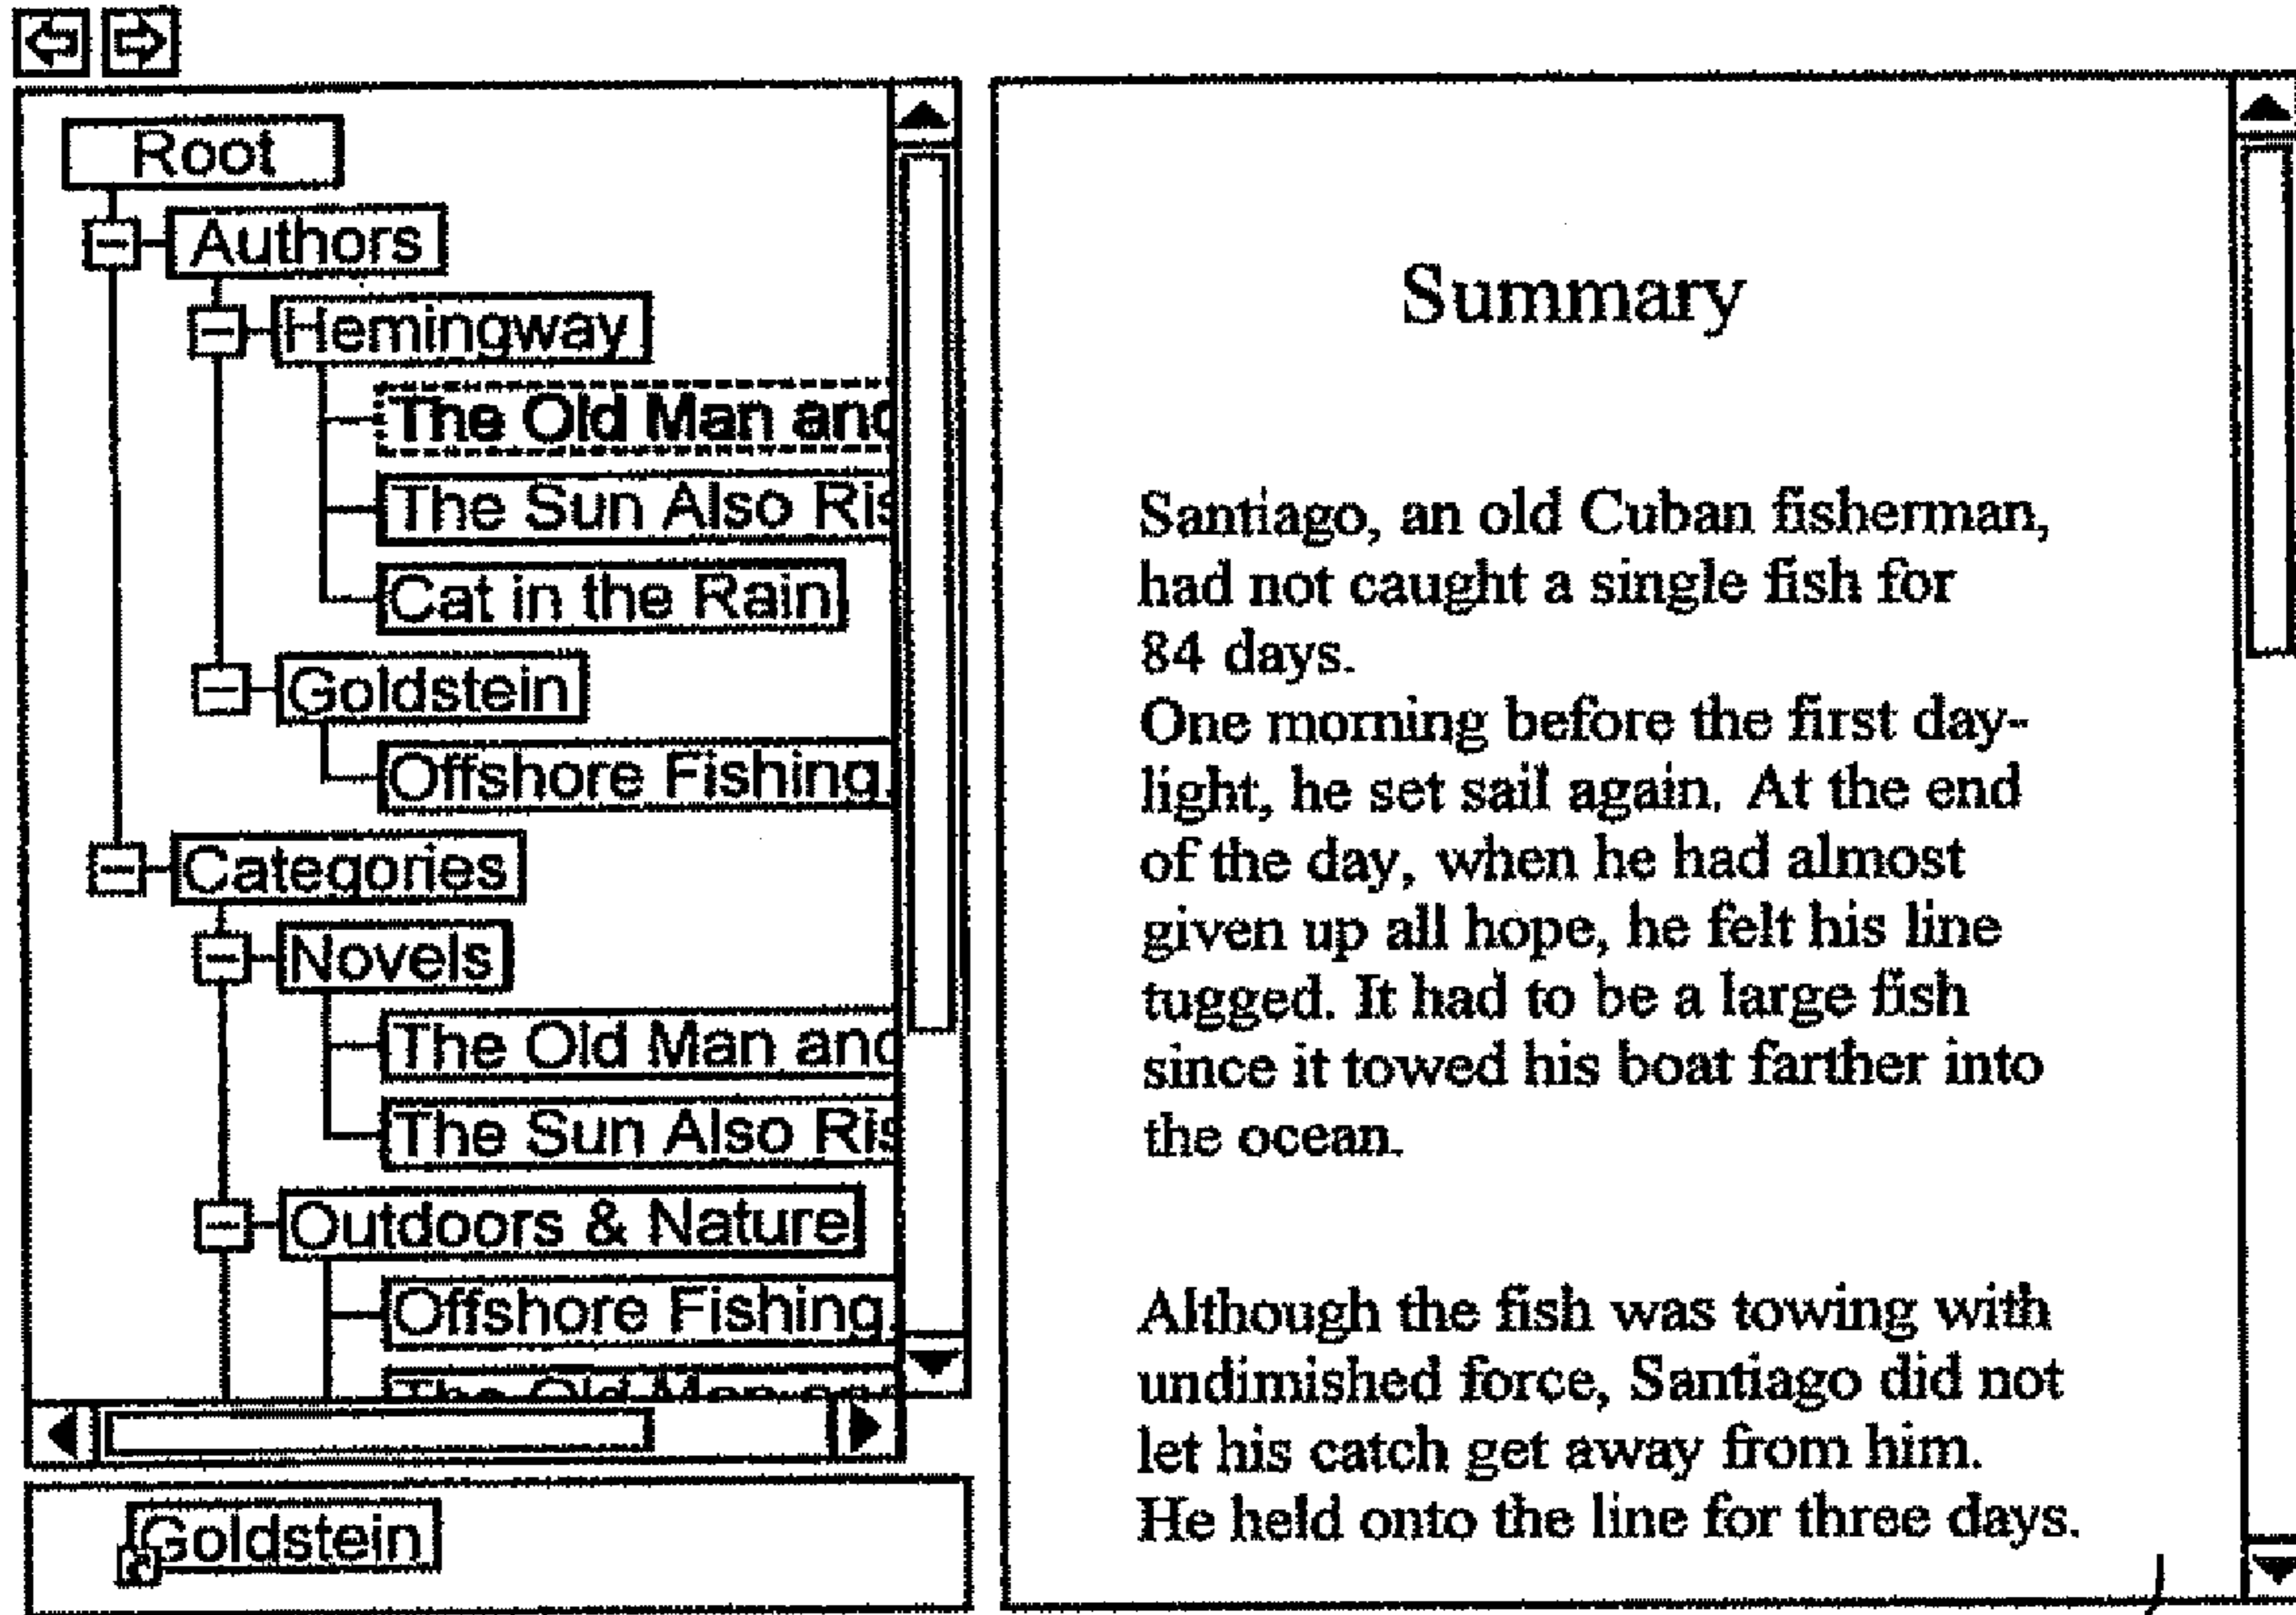 Root
Authors
Hemingway
The Old Man and
The Sun Also Ris
Cat in the Rain
Goldstein
Offshore Fishing
Categories
Novels
The Old Man and
The Sun Also Ris
Outdoors & Nature
Offshore Fishing
The Old Man and
Goldstein
Summary
Santiago, an old Cuban fisherman,
had not caught a single fish for
84 days.
One morning before the first day-
light, he set sail again. At the end
of the day, when he had almost
given up all hope, he felt his line
tugged. It had to be a large fish
since it towed his boat farther into
the ocean.
Although the fish was towing with
undimished force, Santiago did not
let his catch get away from him.
He held onto the line for three days.